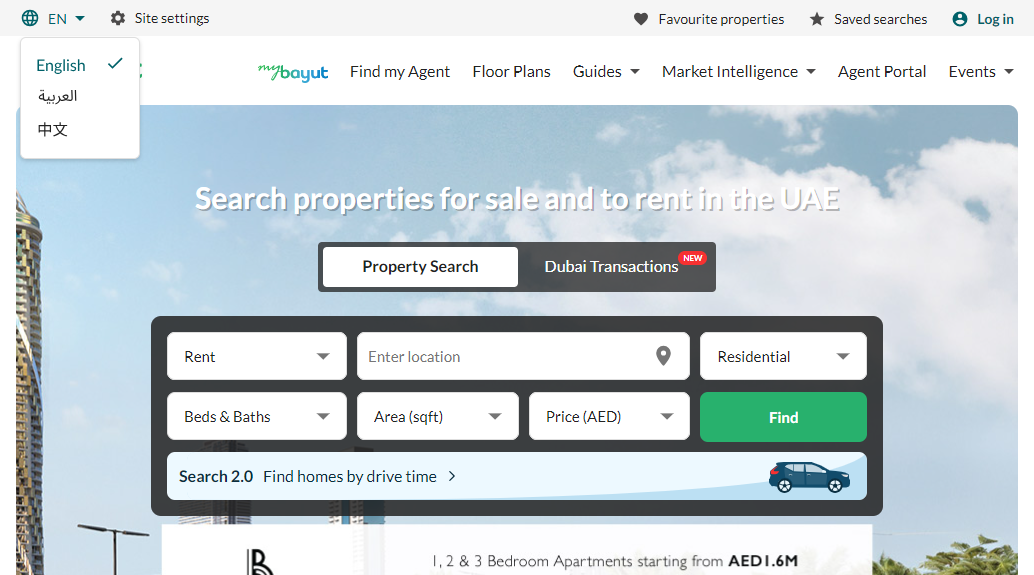 EN
Site settings
Favourite properties
Saved searches
Log in
English
العربية
中文
mybayut
Find my Agent
Floor Plans
Guides
Market Intelligence
Agent Portal
Events
Search properties for sale and to rent in the UAE
Property Search
Dubai Transactions
NEW
Rent
Enter location
Residential
Beds & Baths
Area (sqft)
Price (AED)
Find
Search 2.0 Find homes by drive time
1, 2 & 3 Bedroom Apartments starting from AED1.6M